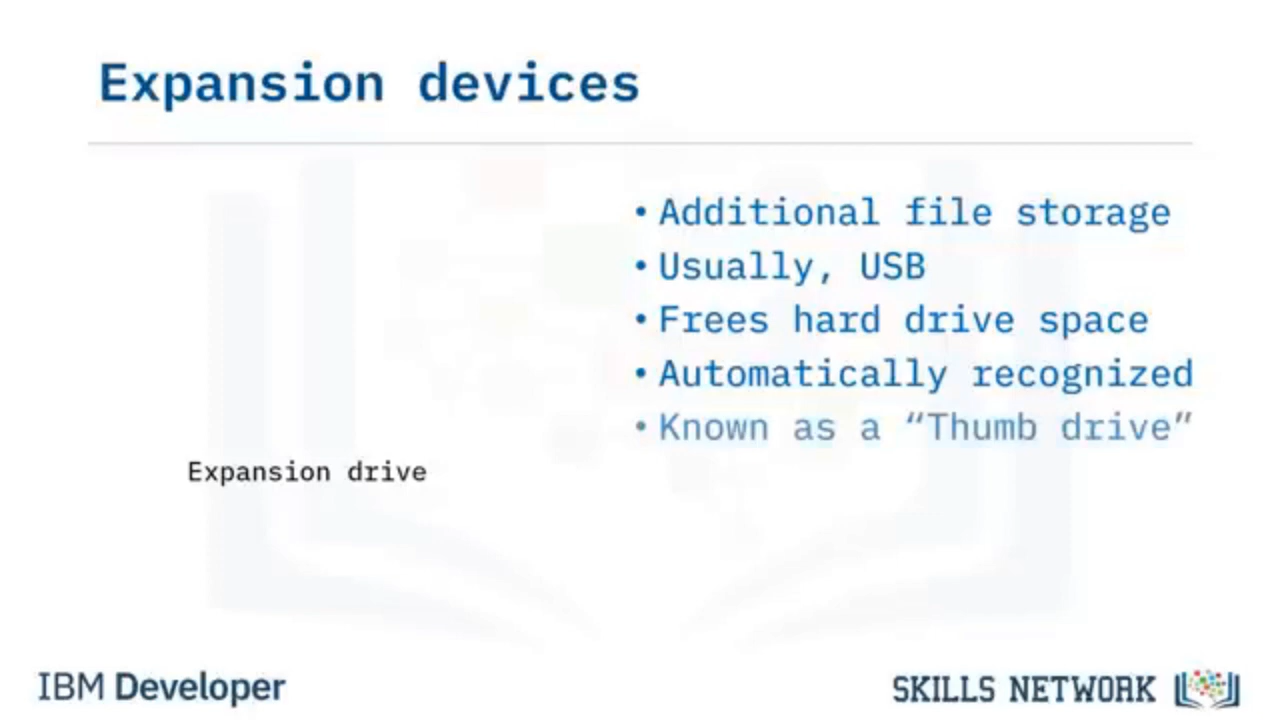 Expansion devices
• Additional file storage
• Usually, USB
• Frees hard drive space
• Automatically recognized
• Known as a “Thumb drive”
Expansion drive
IBM Developer
SKILLS NETWORK